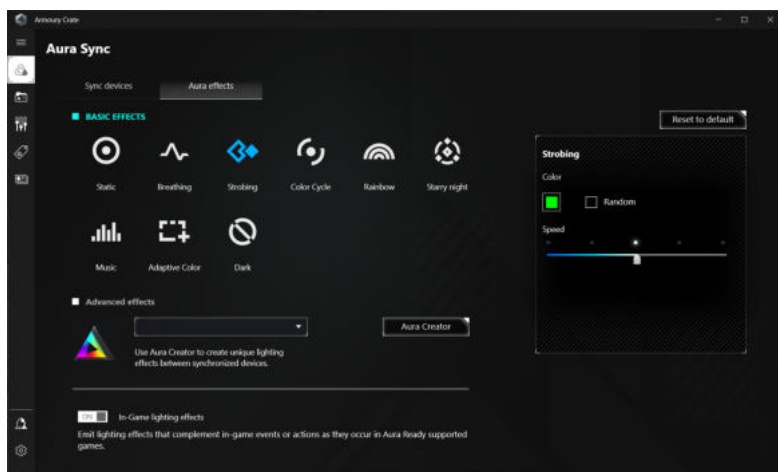 Armoury Crate
Aura Sync
Sync devices
Aura effects
BASIC EFFECTS
Reset to default
Static
Breathing
Strobing
Color Cycle
Rainbow
Starry night
Music
Adaptive Color
Dark
Strobing
Color
Random
Speed
Advanced effects
Aura Creator
Use Aura Creator to create unique lighting
effects between synchronized devices.
ON
In-Game lighting effects
Emit lighting effects that complement in-game events or actions as they occur in Aura Ready supported
games.